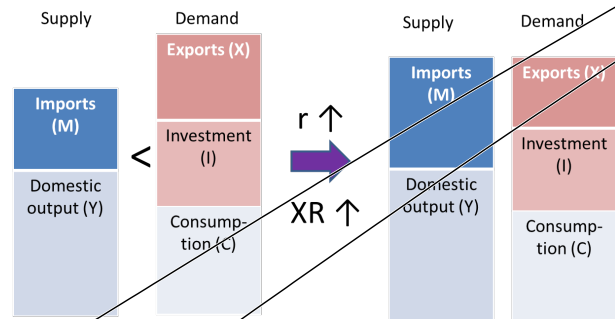 Supply
Demand
Exports (X)
Imports
(M)
Investment
(I)
Domestic
output (Y)
Consump-
tion (C)
<
r ↑
XR ↑
Supply
Demand
Imports
(M)
Exports (X)
Investment
(I)
Domestic
output (Y)
Consump-
tion (C)